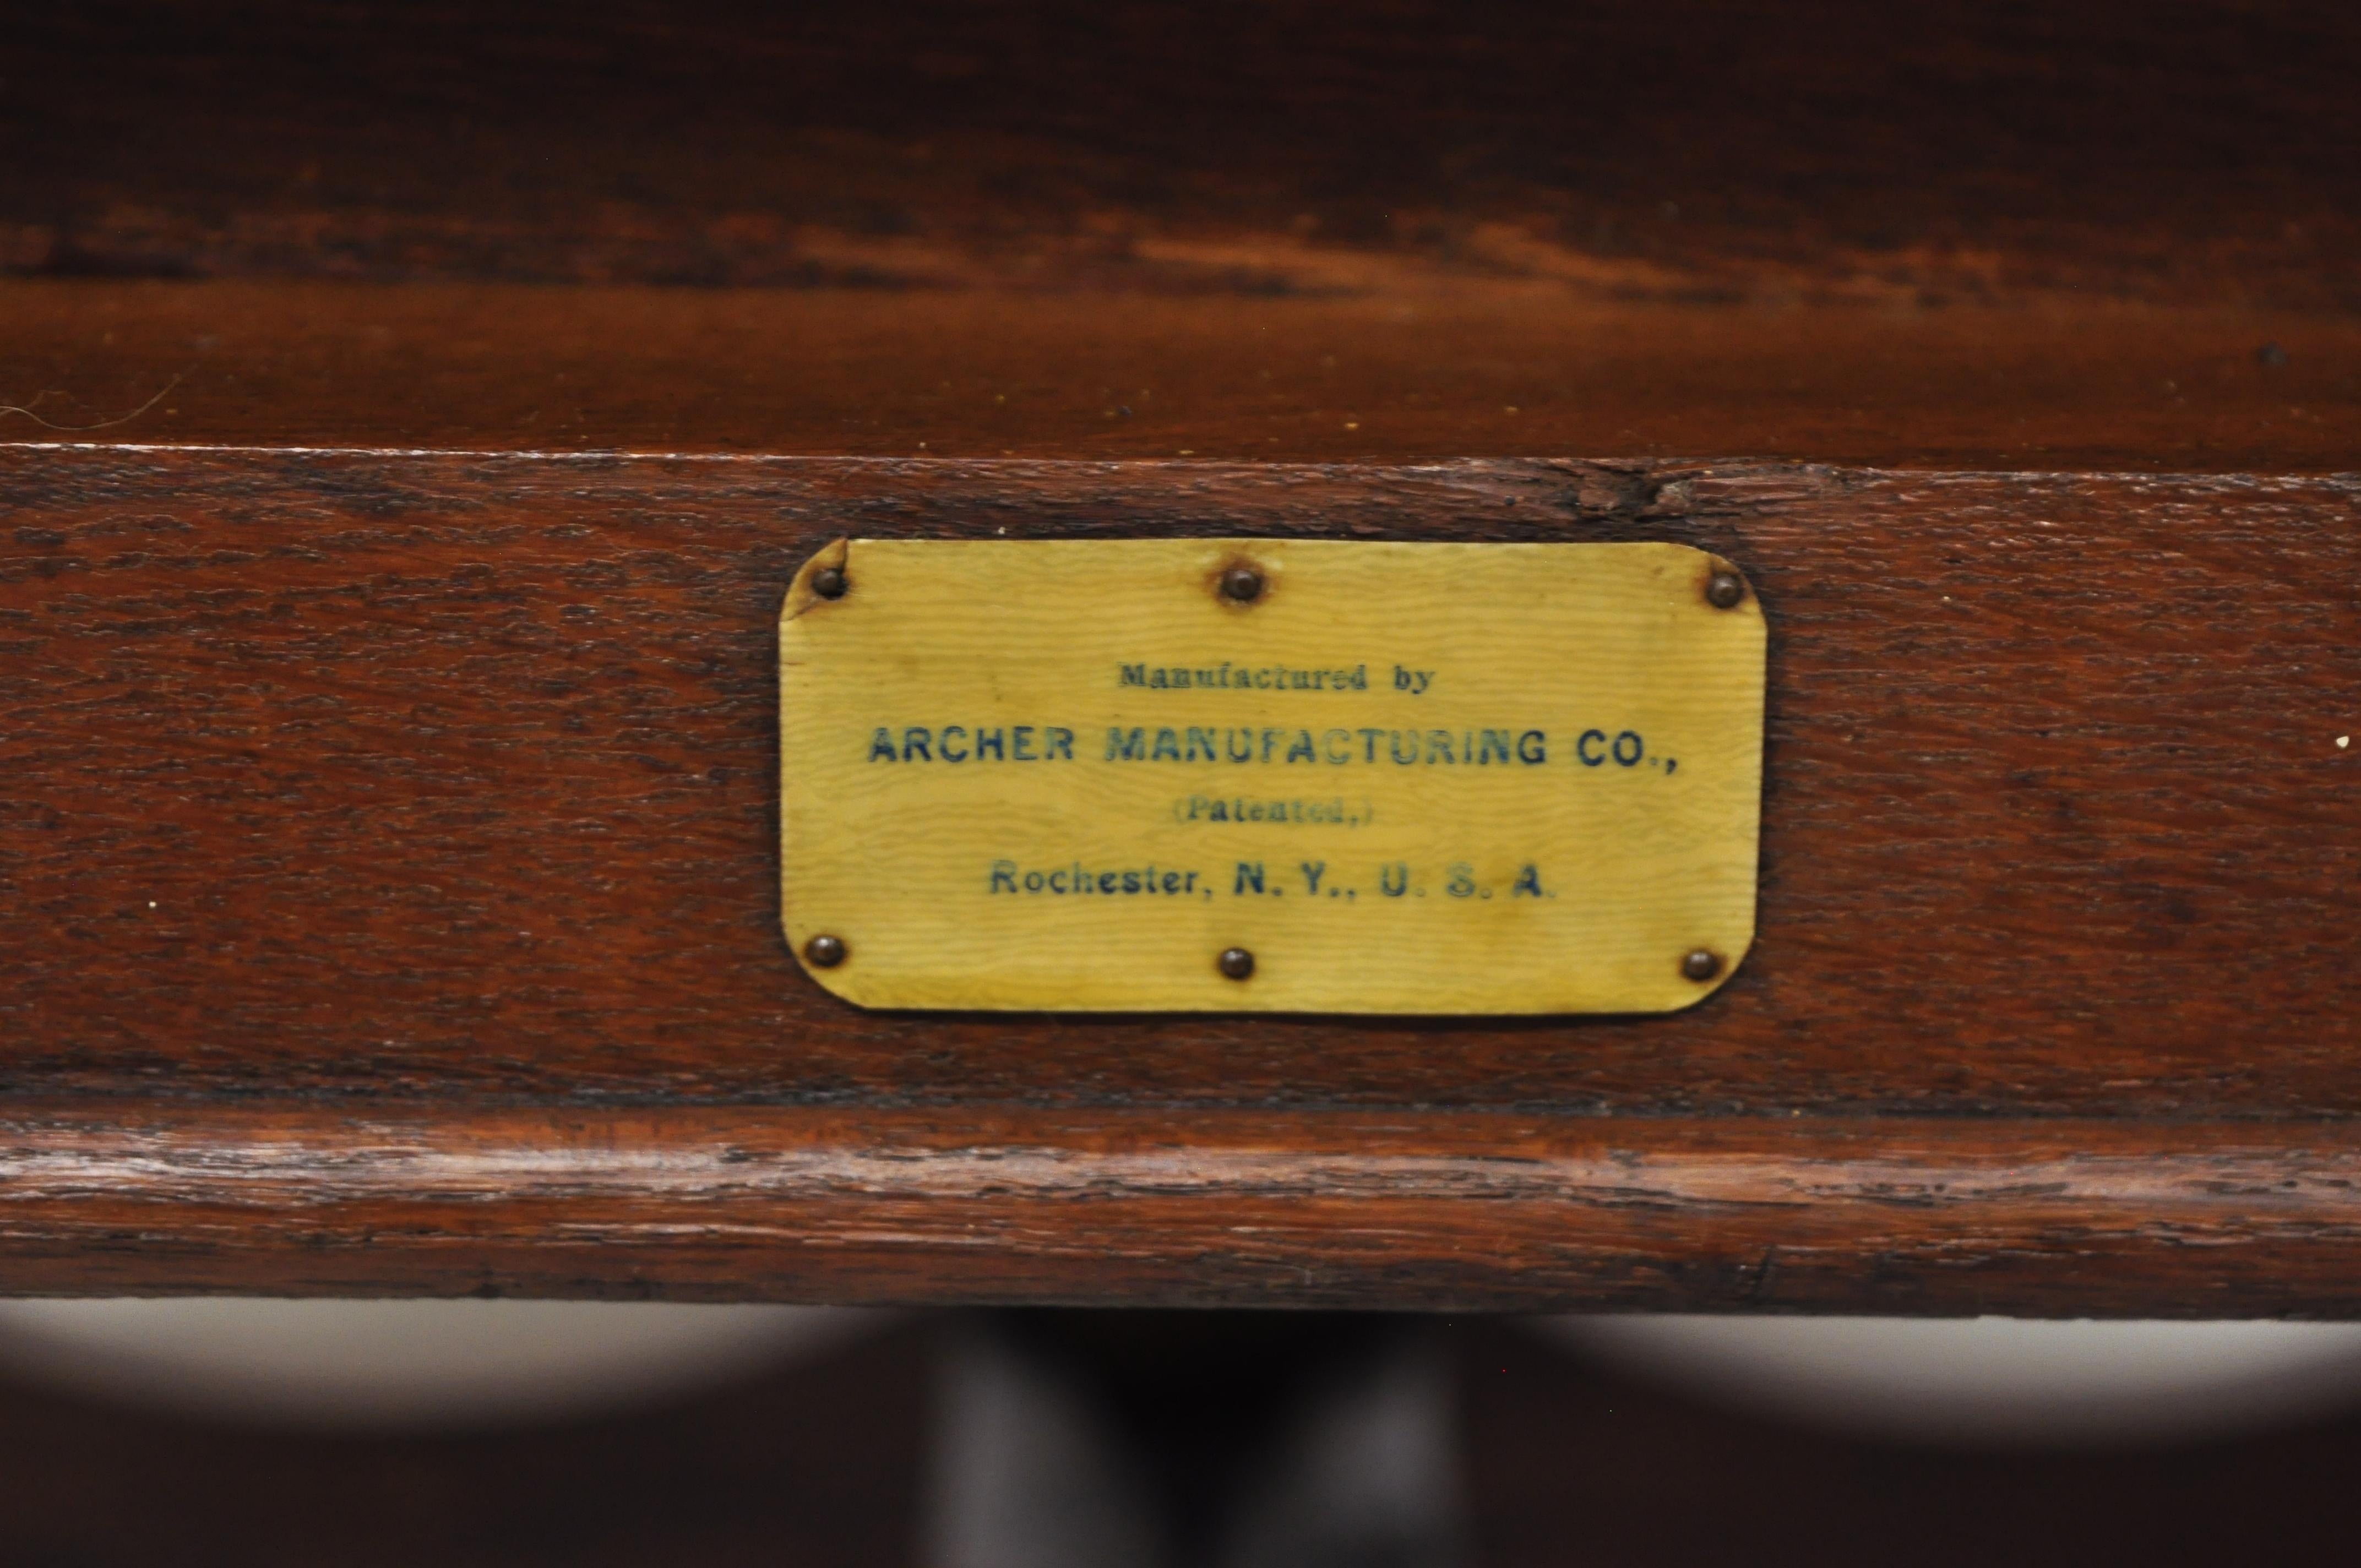 Manufactured by
ARCHER MANUFACTURING CO.,
(Patented,)
Rochester, N. Y., U. S. A.